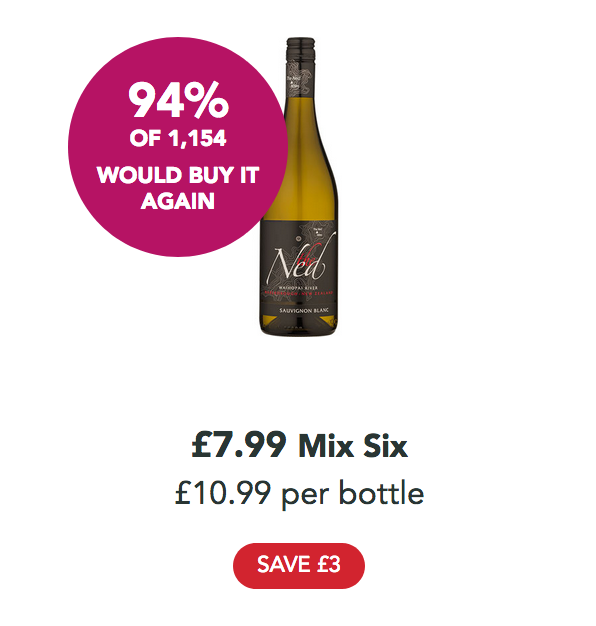 94%
OF 1,154
WOULD BUY IT
AGAIN
the
Ned
WAIHOPAI RIVER
SAUVIGNON BLANC
£7.99 Mix Six
£10.99 per bottle
SAVE £3